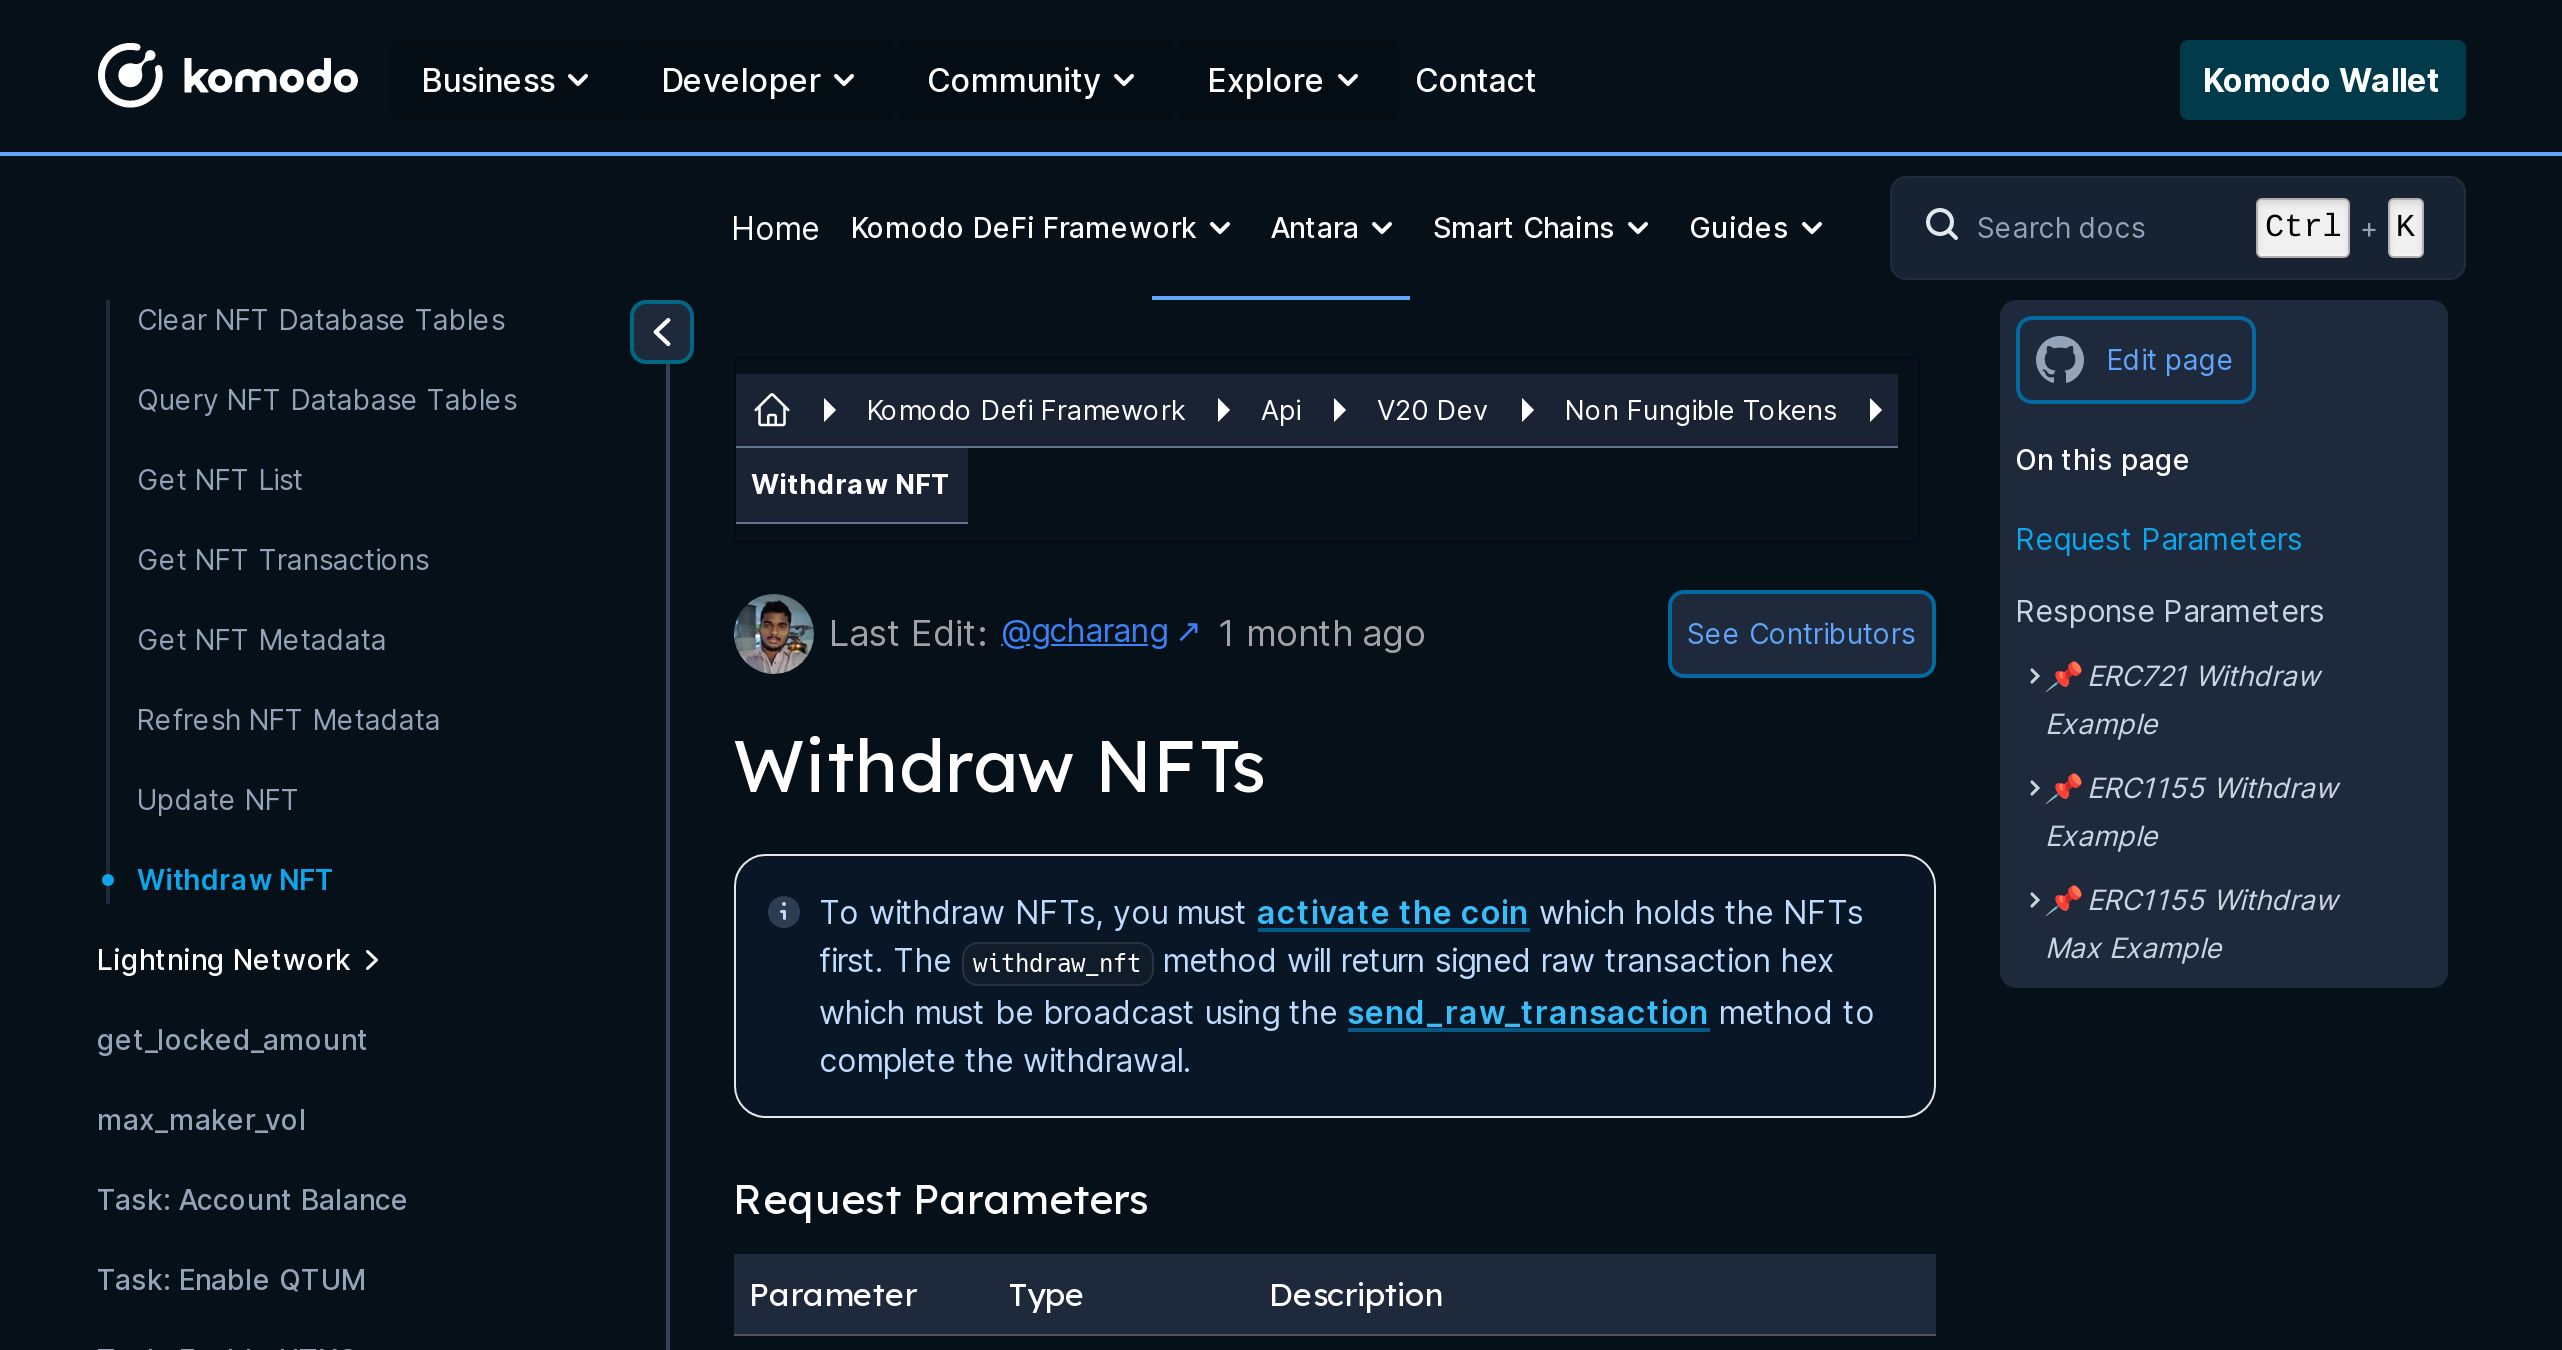 komodo
Business
Developer
Community
Explore
Contact
Komodo Wallet
Home
Komodo DeFi Framework
Antara
Smart Chains
Guides
Search docs
Ctrl + K
Clear NFT Database Tables
Query NFT Database Tables
Get NFT List
Get NFT Transactions
Get NFT Metadata
Refresh NFT Metadata
Update NFT
Withdraw NFT
Lightning Network
get_locked_amount
max_maker_vol
Task: Account Balance
Task: Enable QTUM
Komodo Defi Framework
Api
V20 Dev
Non Fungible Tokens
Withdraw NFT
Last Edit: @gcharang ↗ 1 month ago
See Contributors
Withdraw NFTs
To withdraw NFTs, you must activate the coin which holds the NFTs
first. The withdraw_nft method will return signed raw transaction hex
which must be broadcast using the send_raw_transaction method to
complete the withdrawal.
Request Parameters
Parameter Type Description
Edit page
On this page
Request Parameters
Response Parameters
📌 ERC721 Withdraw
Example
📌 ERC1155 Withdraw
Example
📌 ERC1155 Withdraw
Max Example